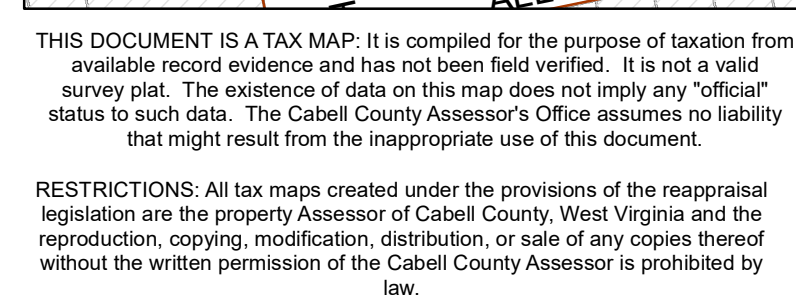 THIS DOCUMENT IS A TAX MAP: It is compiled for the purpose of taxation from
available record evidence and has not been field verified.  It is not a valid
survey plat.  The existence of data on this map does not imply any "official"
status to such data.  The Cabell County Assessor's Office assumes no liability
that might result from the inappropriate use of this document.
RESTRICTIONS: All tax maps created under the provisions of the reappraisal
legislation are the property Assessor of Cabell County, West Virginia and the
reproduction, copying, modification, distribution, or sale of any copies thereof
without the written permission of the Cabell County Assessor is prohibited by
law.